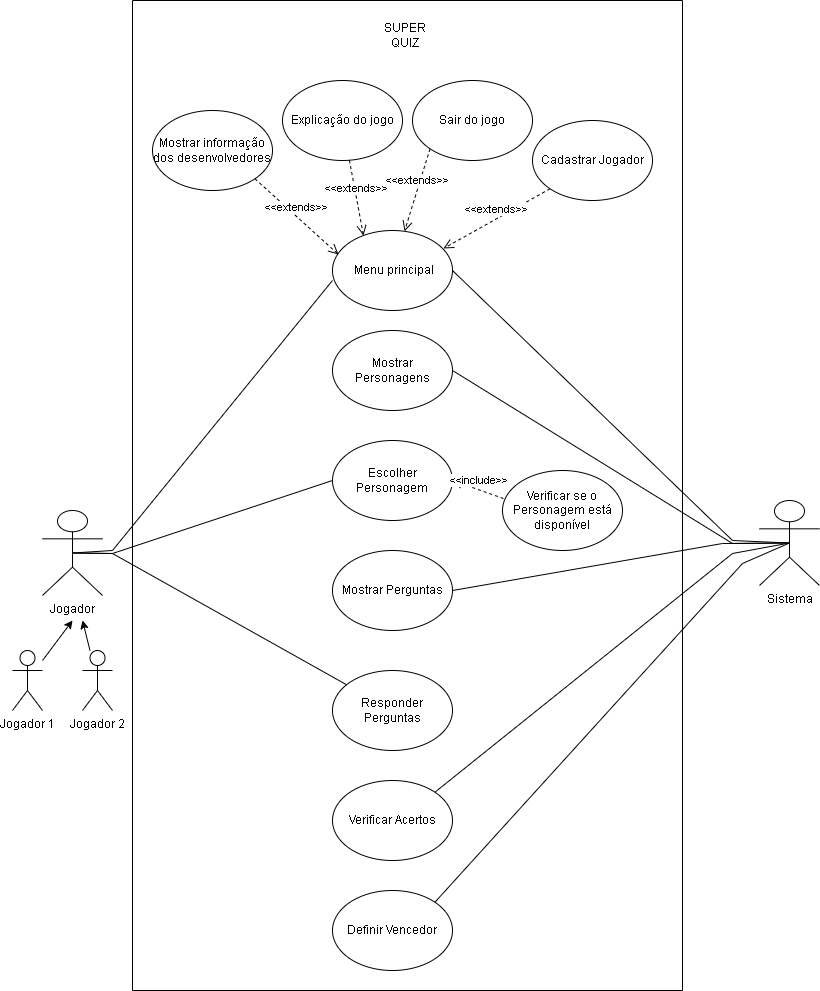 SUPER
QUIZ
Explicação do jogo
Sair do jogo
Mostrar informação
dos desenvolvedores
Cadastrar Jogador
<<extends>>
<<extends>>
<<extends>>
<<extends>>
Menu principal
Mostrar
Personagens
Escolher
Personagem
<<include>>
Verificar se o
Personagem está
disponível
Mostrar Perguntas
Jogador
Sistema
Responder
Perguntas
Jogador 1
Jogador 2
Verificar Acertos
Definir Vencedor